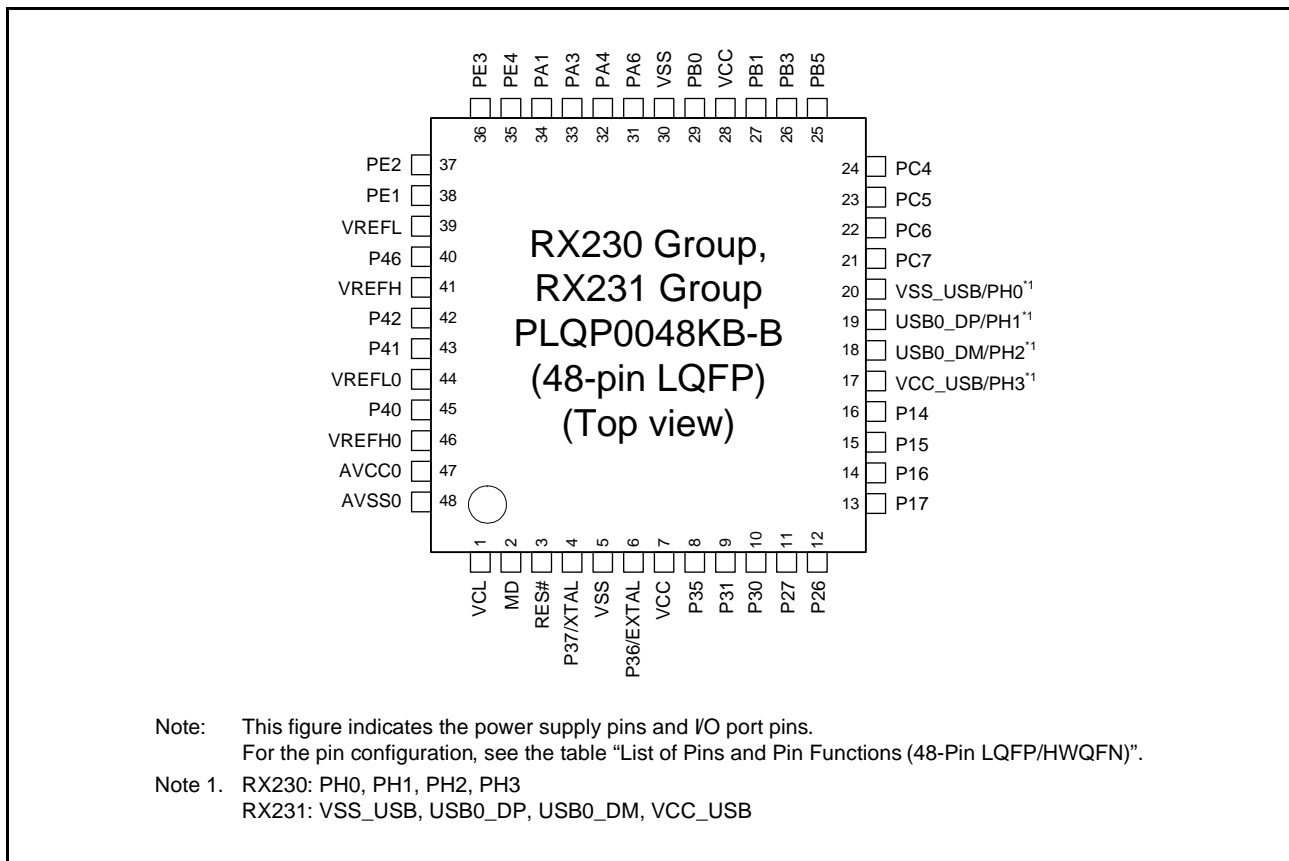 PE3
PE4
PA1
PA3
PA4
PA6
VSS
PB0
VCC
PB1
PB3
PB5
36
35
34
33
32
31
30
29
28
27
26
25
PE2 37
PE1 38
VREFL 39
P46 40
VREFH 41
P42 42
P41 43
VREFL0 44
P40 45
VREFH0 46
AVCC0 47
AVSS0 48
RX230 Group,
RX231 Group
PLQP0048KB-B
(48-pin LQFP)
(Top view)
24 PC4
23 PC5
22 PC6
21 PC7
20 VSS_USB/PH0*1
19 USB0_DP/PH1*1
18 USB0_DM/PH2*1
17 VCC_USB/PH3*1
16 P14
15 P15
14 P16
13 P17
1
2
3
4
5
6
7
8
9
10
11
12
VCL
MD
RES#
P37/XTAL
VSS
P36/EXTAL
VCC
P35
P31
P30
P27
P26
Note: This figure indicates the power supply pins and I/O port pins.
For the pin configuration, see the table “List of Pins and Pin Functions (48-Pin LQFP/HWQFN)”.
Note 1. RX230: PH0, PH1, PH2, PH3
RX231: VSS_USB, USB0_DP, USB0_DM, VCC_USB